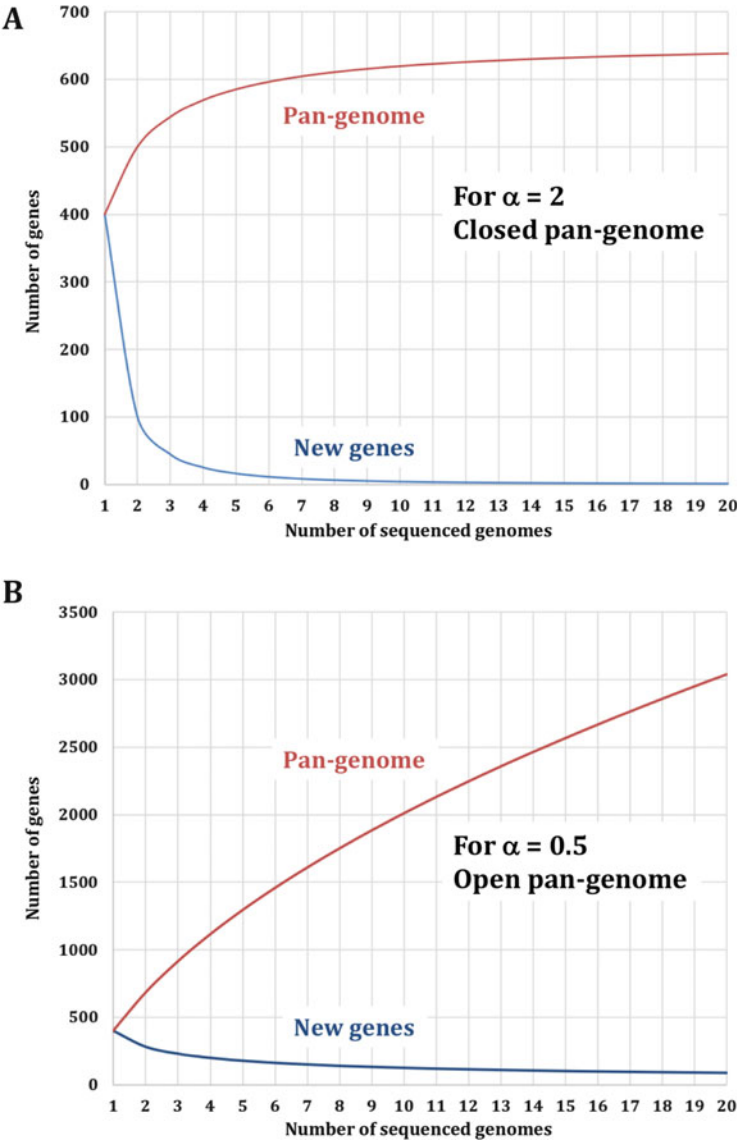 A
700
600
500
400
300
200
100
0
Number of genes
Pan-genome
For α = 2
Closed pan-genome
New genes
1 2 3 4 5 6 7 8 9 10 11 12 13 14 15 16 17 18 19 20
Number of sequenced genomes
B
3500
3000
2500
2000
1500
1000
500
0
Number of genes
Pan-genome
For α = 0.5
Open pan-genome
New genes
1 2 3 4 5 6 7 8 9 10 11 12 13 14 15 16 17 18 19 20
Number of sequenced genomes